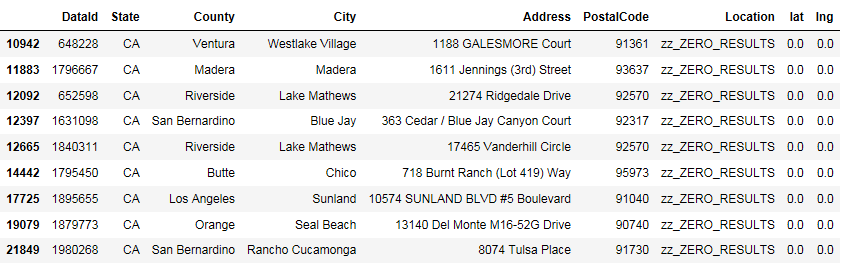 DataId State County City Address PostalCode Location lat lng
10942 648228 CA Ventura Westlake Village 1188 GALESMORE Court 91361 zz_ZERO_RESULTS 0.0 0.0
11883 1796667 CA Madera Madera 1611 Jennings (3rd) Street 93637 zz_ZERO_RESULTS 0.0 0.0
12092 652598 CA Riverside Lake Mathews 21274 Ridgedale Drive 92570 zz_ZERO_RESULTS 0.0 0.0
12397 1631098 CA San Bernardino Blue Jay 363 Cedar / Blue Jay Canyon Court 92317 zz_ZERO_RESULTS 0.0 0.0
12665 1840311 CA Riverside Lake Mathews 17465 Vanderhill Circle 92570 zz_ZERO_RESULTS 0.0 0.0
14442 1795450 CA Butte Chico 718 Burnt Ranch (Lot 419) Way 95973 zz_ZERO_RESULTS 0.0 0.0
17725 1895655 CA Los Angeles Sunland 10574 SUNLAND BLVD #5 Boulevard 91040 zz_ZERO_RESULTS 0.0 0.0
19079 1879773 CA Orange Seal Beach 13140 Del Monte M16-52G Drive 90740 zz_ZERO_RESULTS 0.0 0.0
21849 1980268 CA San Bernardino Rancho Cucamonga 8074 Tulsa Place 91730 zz_ZERO_RESULTS 0.0 0.0